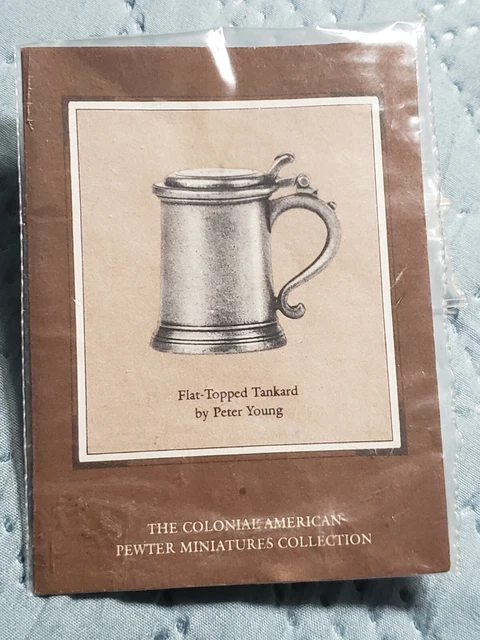 Flat-Topped Tankard
by Peter Young
THE COLONIAL AMERICAN
PEWTER MINIATURES COLLECTION